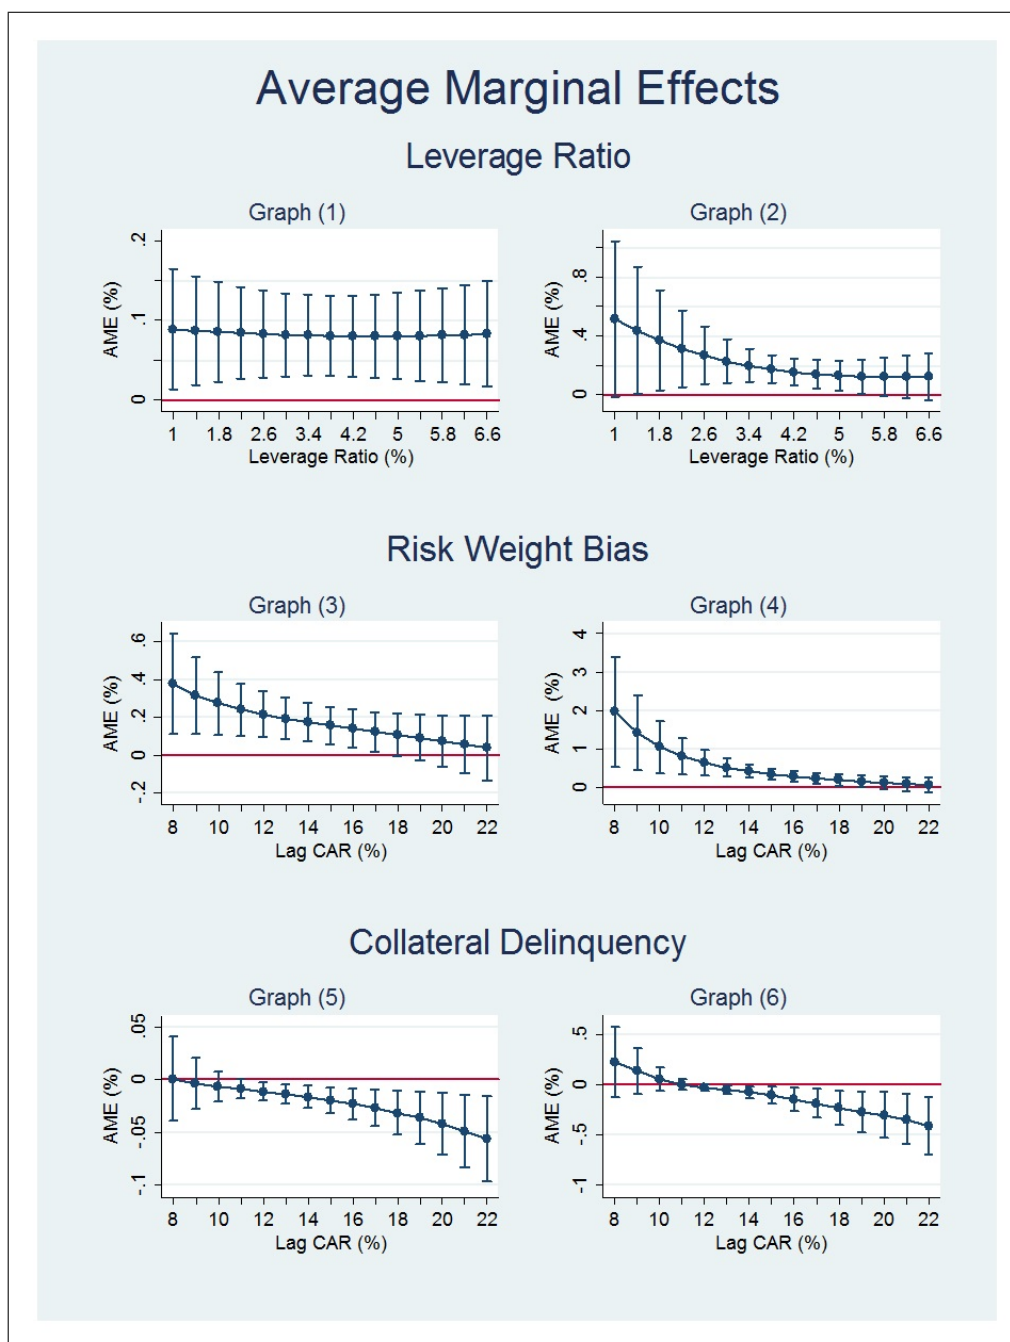 Average Marginal Effects
Leverage Ratio
Graph (1)
AME (%)
.2
.1
0
1 1.8 2.6 3.4 4.2 5 5.8 6.6
Leverage Ratio (%)
Graph (2)
AME (%)
.8
.4
0
1 1.8 2.6 3.4 4.2 5 5.8 6.6
Leverage Ratio (%)
Risk Weight Bias
Graph (3)
AME (%)
.6
.4
.2
0
-.2
8 10 12 14 16 18 20 22
Lag CAR (%)
Graph (4)
AME (%)
4
3
2
1
0
8 10 12 14 16 18 20 22
Lag CAR (%)
Collateral Delinquency
Graph (5)
AME (%)
.05
0
-.05
-.1
8 10 12 14 16 18 20 22
Lag CAR (%)
Graph (6)
AME (%)
.5
0
-.5
-1
8 10 12 14 16 18 20 22
Lag CAR (%)